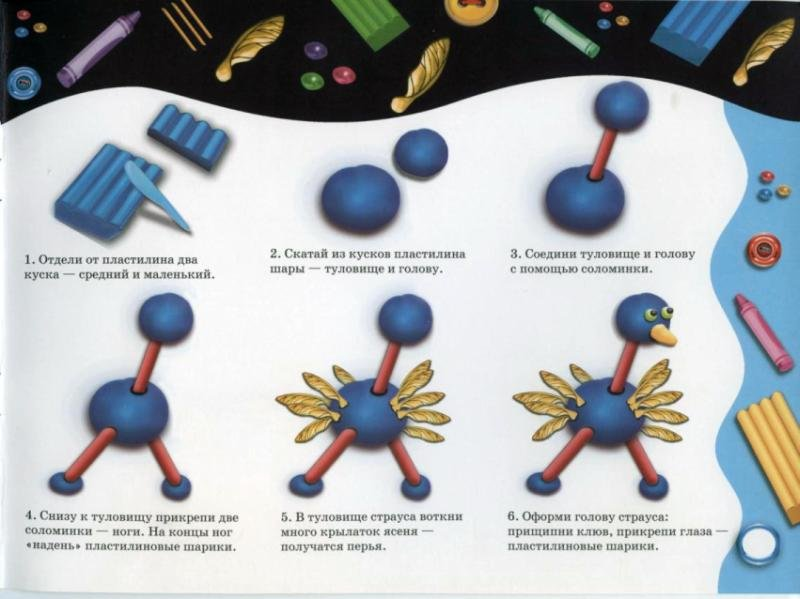 1. Отдели от пластилина два
куска — средний и маленький.
2. Скатай из кусков пластилина
шары — туловище и голову.
3. Соедини туловище и голову
с помощью соломинки.
4. Снизу к туловищу прикрепи две
соломинки — ноги. На концы ног
«надень» пластилиновые шарики.
5. В туловище страуса воткни
много крылаток ясеня —
получатся перья.
6. Оформи голову страуса:
прищипни клюв, прикрепи глаза —
пластилиновые шарики.